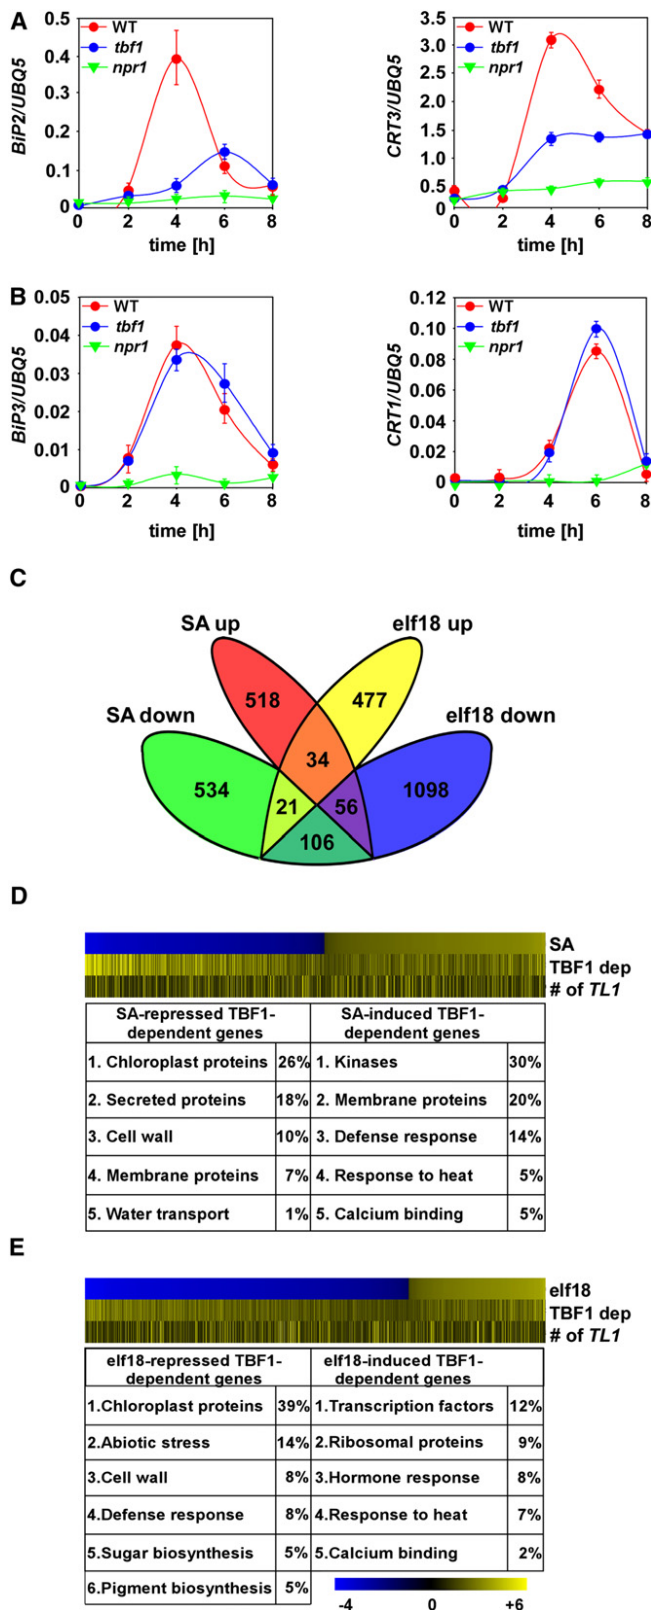 A
0.5
0.4
0.3
0.2
0.1
0
BiP2/UBQ5
WT
tbf1
npr1
0 2 4 6 8
time [h]
3.5
3.0
2.5
2.0
1.5
1.0
0.5
0
CRT3/UBQ5
WT
tbf1
npr1
0 2 4 6 8
time [h]
B
0.05
0.04
0.03
0.02
0.01
0
BiP3/UBQ5
WT
tbf1
npr1
0 2 4 6 8
time [h]
0.12
0.10
0.08
0.06
0.04
0.02
0
CRT1/UBQ5
WT
tbf1
npr1
0 2 4 6 8
time [h]
C
SA up elf18 up
SA down elf18 down
518 477
534 34 1098
21 56
106
D
SA
TBF1 dep
# of TL1
SA-repressed TBF1-dependent genes SA-induced TBF1-dependent genes
1. Chloroplast proteins 26% 1. Kinases 30%
2. Secreted proteins 18% 2. Membrane proteins 20%
3. Cell wall 10% 3. Defense response 14%
4. Membrane proteins 7% 4. Response to heat 5%
5. Water transport 1% 5. Calcium binding 5%
E
elf18
TBF1 dep
# of TL1
elf18-repressed TBF1-dependent genes elf18-induced TBF1-dependent genes
1.Chloroplast proteins 39% 1.Transcription factors 12%
2.Abiotic stress 14% 2.Ribosomal proteins 9%
3.Cell wall 8% 3.Hormone response 8%
4.Defense response 8% 4.Response to heat 7%
5.Sugar biosynthesis 5% 5.Calcium binding 2%
6.Pigment biosynthesis 5%
-4 0 +6